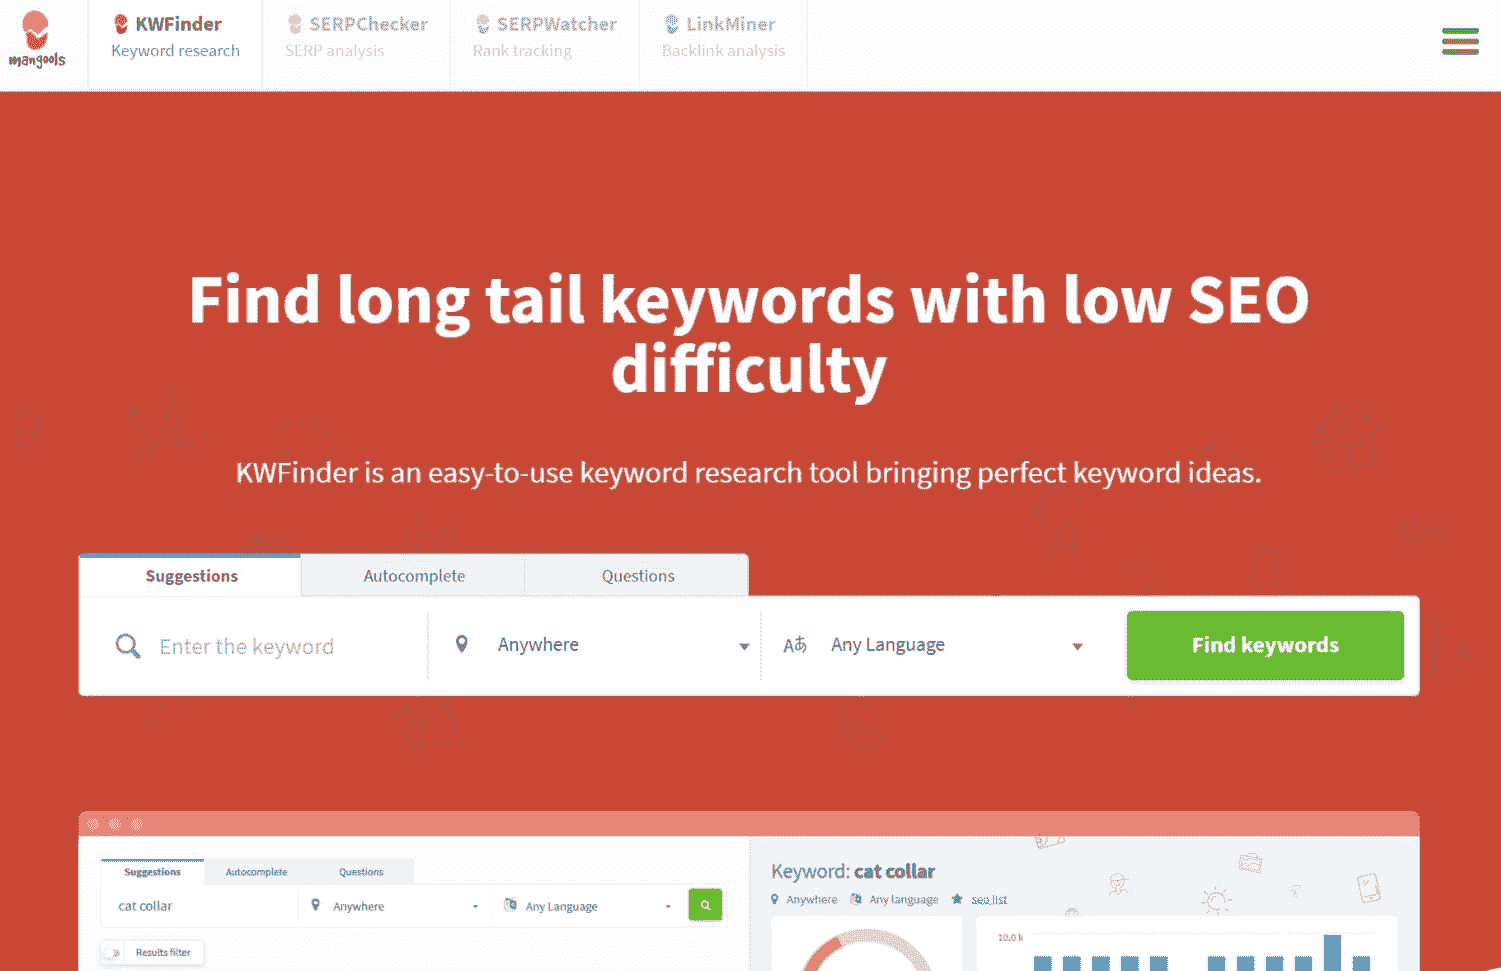 mangools
KWFinder
Keyword research
SERPChecker
SERP analysis
SERPWatcher
Rank tracking
LinkMiner
Backlink analysis
Find long tail keywords with low SEO
difficulty
KWFinder is an easy-to-use keyword research tool bringing perfect keyword ideas.
Suggestions
Autocomplete
Questions
Enter the keyword
Anywhere
Aあ
Any Language
Find keywords
Suggestions
Autocomplete
Questions
cat collar
Anywhere
Any Language
Results filter
Keyword: cat collar
Anywhere
Any language
seo list
10.0 k